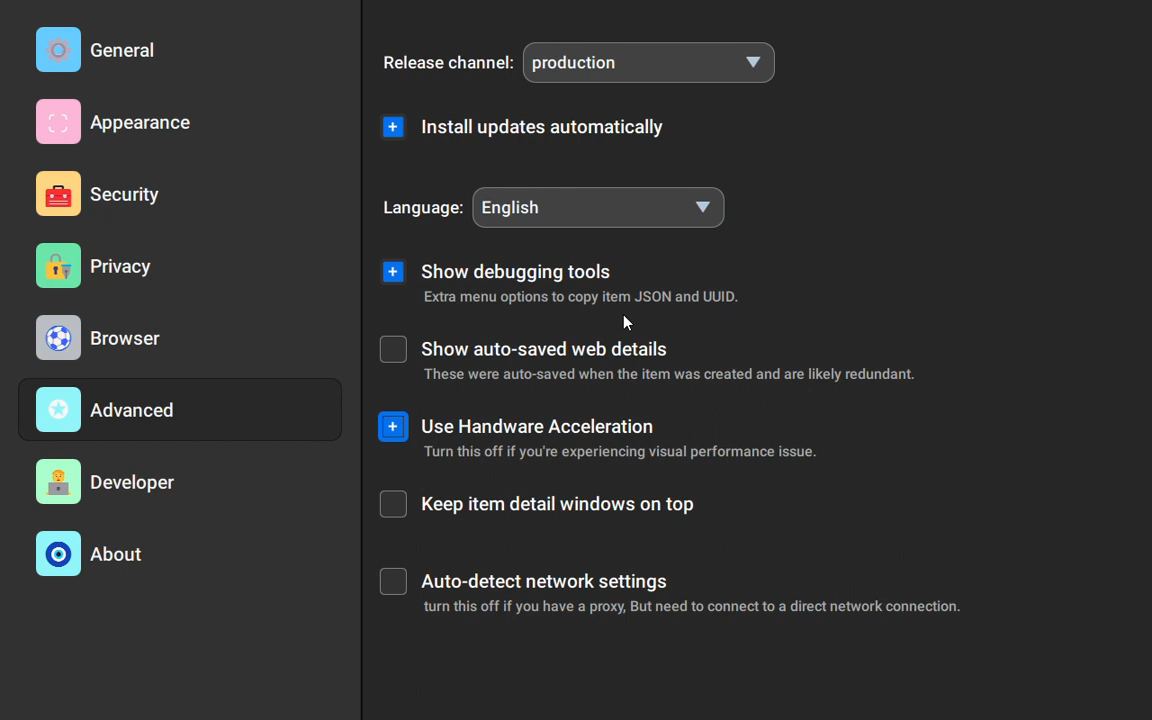 General
Appearance
Security
Privacy
Browser
Advanced
Developer
About
Release channel: production
Install updates automatically
Language: English
Show debugging tools
Extra menu options to copy item JSON and UUID.
Show auto-saved web details
These were auto-saved when the item was created and are likely redundant.
Use Hardware Acceleration
Turn this off if you're experiencing visual performance issue.
Keep item detail windows on top
Auto-detect network settings
turn this off if you have a proxy, But need to connect to a direct network connection.